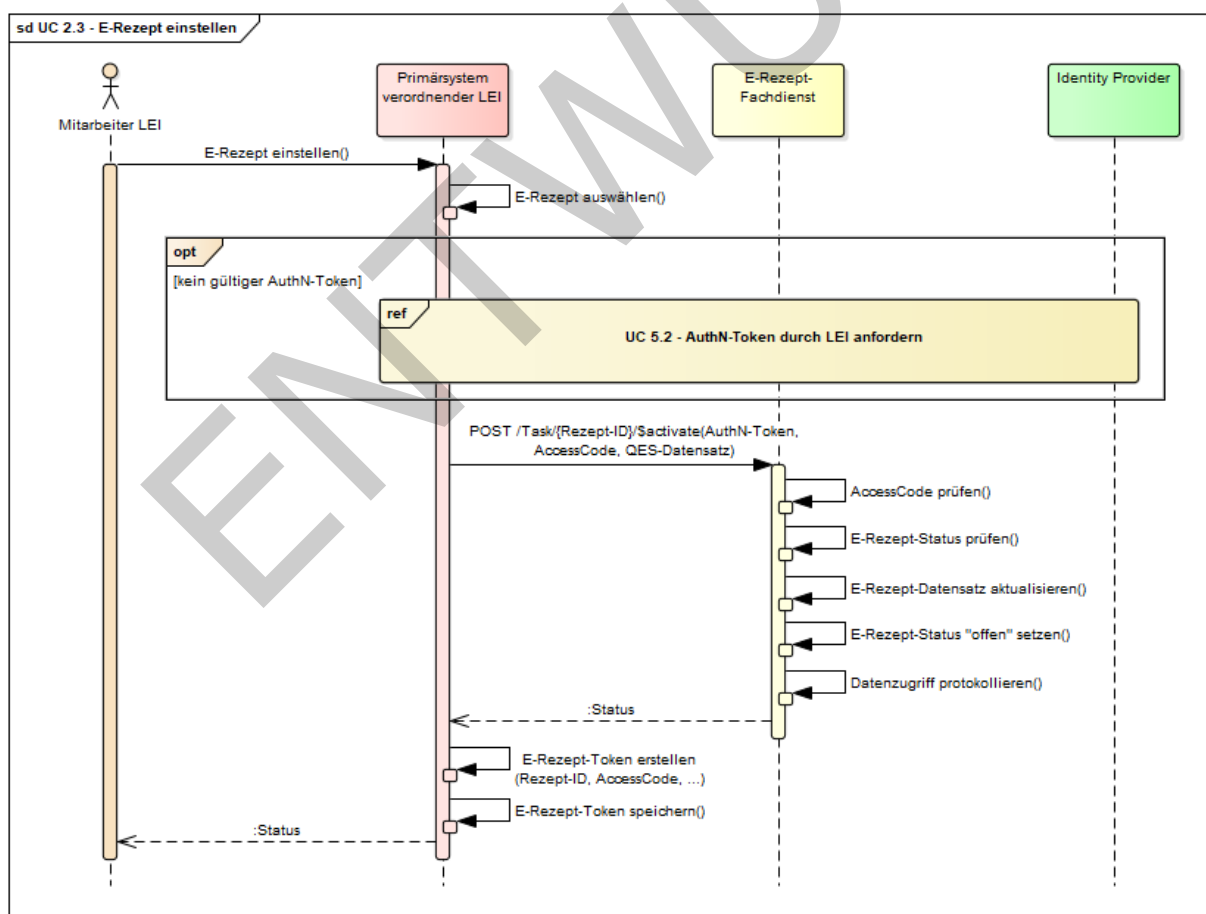 sd UC 2.3 - E-Rezept einstellen
Mitarbeiter LEI
Primärsystem
verordnender LEI
E-Rezept-
Fachdienst
Identity Provider
E-Rezept einstellen()
E-Rezept auswählen()
opt
[kein gültiger AuthN-Token]
ref
UC 5.2 - AuthN-Token durch LEI anfordern
POST /Task/{Rezept-ID}/$activate(AuthN-Token,
AccessCode, QES-Datensatz)
AccessCode prüfen()
E-Rezept-Status prüfen()
E-Rezept-Datensatz aktualisieren()
E-Rezept-Status "offen" setzen()
Datenzugriff protokollieren()
:Status
E-Rezept-Token erstellen
(Rezept-ID, AccessCode, ...)
E-Rezept-Token speichern()
:Status
ENTWU